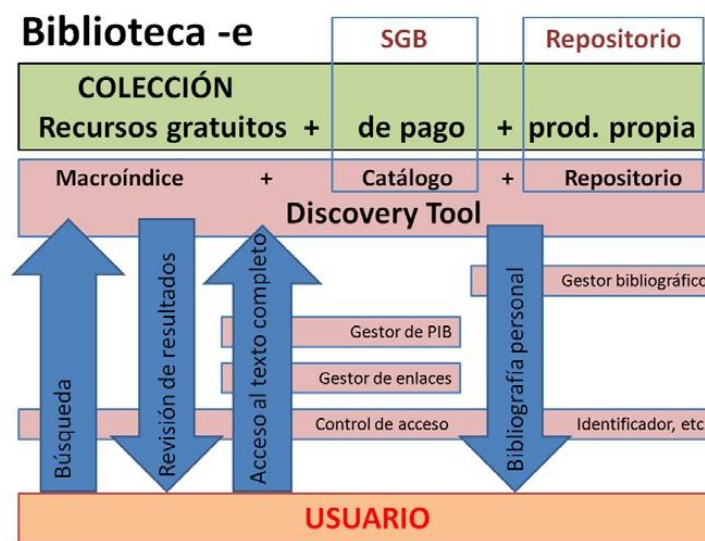 Biblioteca -e
SGB
Repositorio
COLECCIÓN
Recursos gratuitos + de pago + prod. propia
Macroíndice + Catálogo + Repositorio
Discovery Tool
Búsqueda
Revisión de resultados
Acceso al texto completo
Bibliografía personal
Gestor bibliográfico
Gestor de PIB
Gestor de enlaces
Control de acceso
Identificador, etc
USUARIO